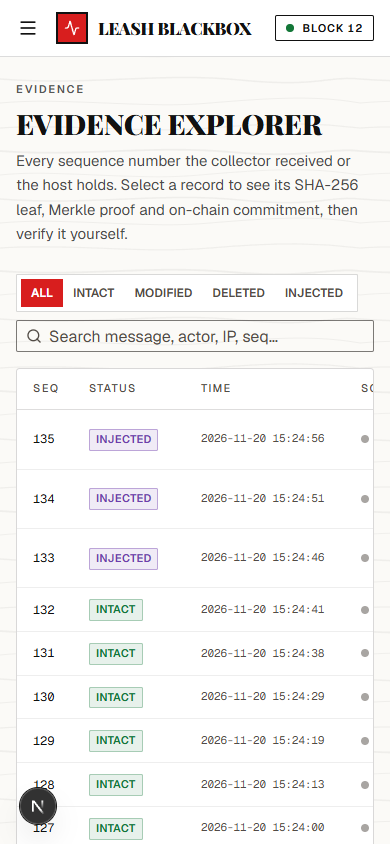 LEASH BLACKBOX
BLOCK 12
EVIDENCE
EVIDENCE EXPLORER
Every sequence number the collector received or
the host holds. Select a record to see its SHA-256
leaf, Merkle proof and on-chain commitment, then
verify it yourself.
ALL INTACT MODIFIED DELETED INJECTED
Search message, actor, IP, seq...
SEQ STATUS TIME
135 INJECTED 2026-11-20 15:24:56
134 INJECTED 2026-11-20 15:24:51
133 INJECTED 2026-11-20 15:24:46
132 INTACT 2026-11-20 15:24:41
131 INTACT 2026-11-20 15:24:38
130 INTACT 2026-11-20 15:24:29
129 INTACT 2026-11-20 15:24:19
128 INTACT 2026-11-20 15:24:13
N
127 INTACT 2026-11-20 15:24:00